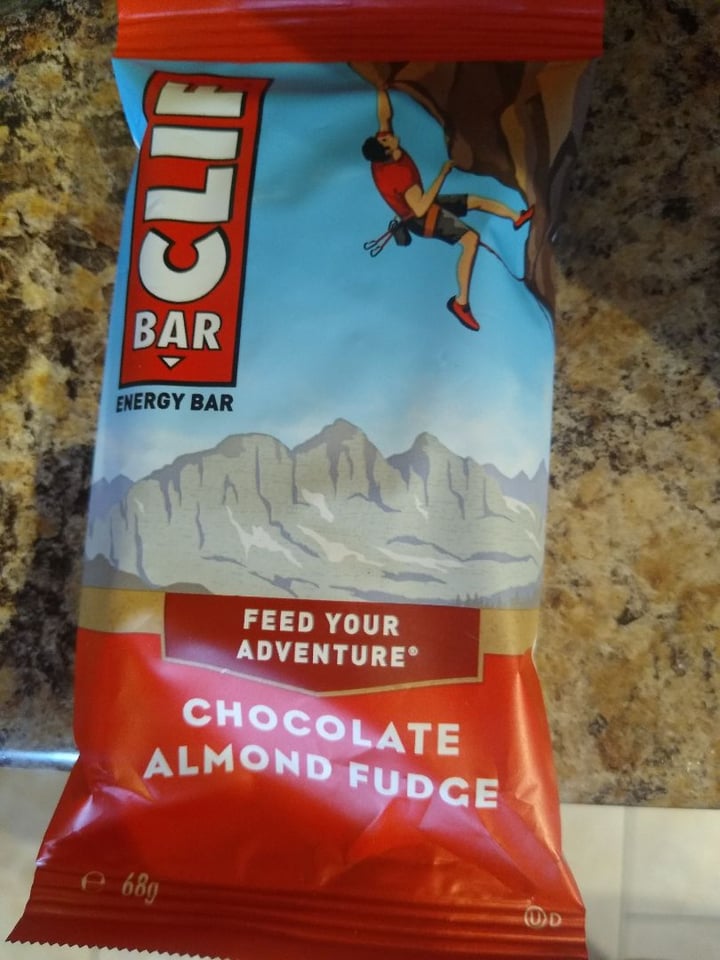 CLIF
BAR
ENERGY BAR
FEED YOUR
ADVENTURE®
CHOCOLATE
ALMOND FUDGE
℮ 68g
Ⓤ D